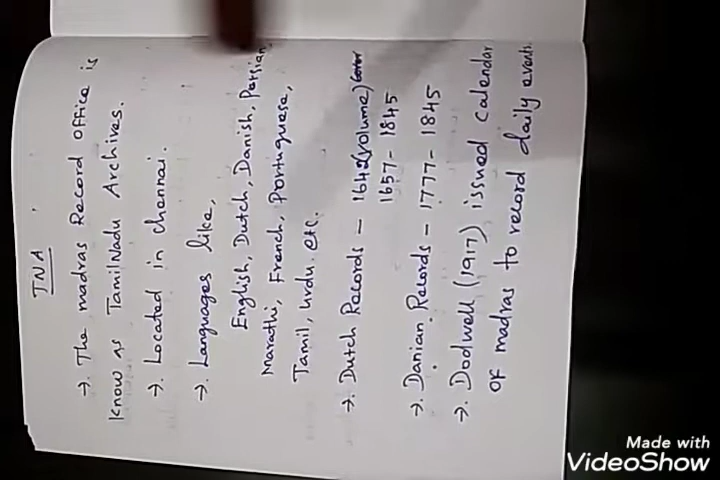 TNA.
→. The madras Record office is
know as TamilNadu Archives.
→. Located in Chennai.
→. Languages like,
English, Dutch, Danish, Persian,
Marathi, French, Portuguese,
Tamil, Urdu. etc.
→. Dutch Records - 1642(volume)
1657 - 1845
→. Danian. Records - 1777 - 1845
→. Dodwell (1917) issued calendar
of madras to record daily events
Made with
VideoShow